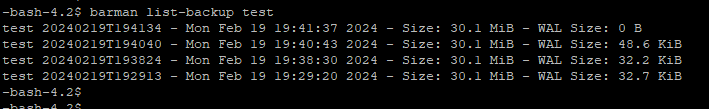 -bash-4.2$ barman list-backup test
test 20240219T194134 - Mon Feb 19 19:41:37 2024 - Size: 30.1 MiB - WAL Size: 0 B
test 20240219T194040 - Mon Feb 19 19:40:43 2024 - Size: 30.1 MiB - WAL Size: 48.6 KiB
test 20240219T193824 - Mon Feb 19 19:38:30 2024 - Size: 30.1 MiB - WAL Size: 32.2 KiB
test 20240219T192913 - Mon Feb 19 19:29:20 2024 - Size: 30.1 MiB - WAL Size: 32.7 KiB
-bash-4.2$
-bash-4.2$